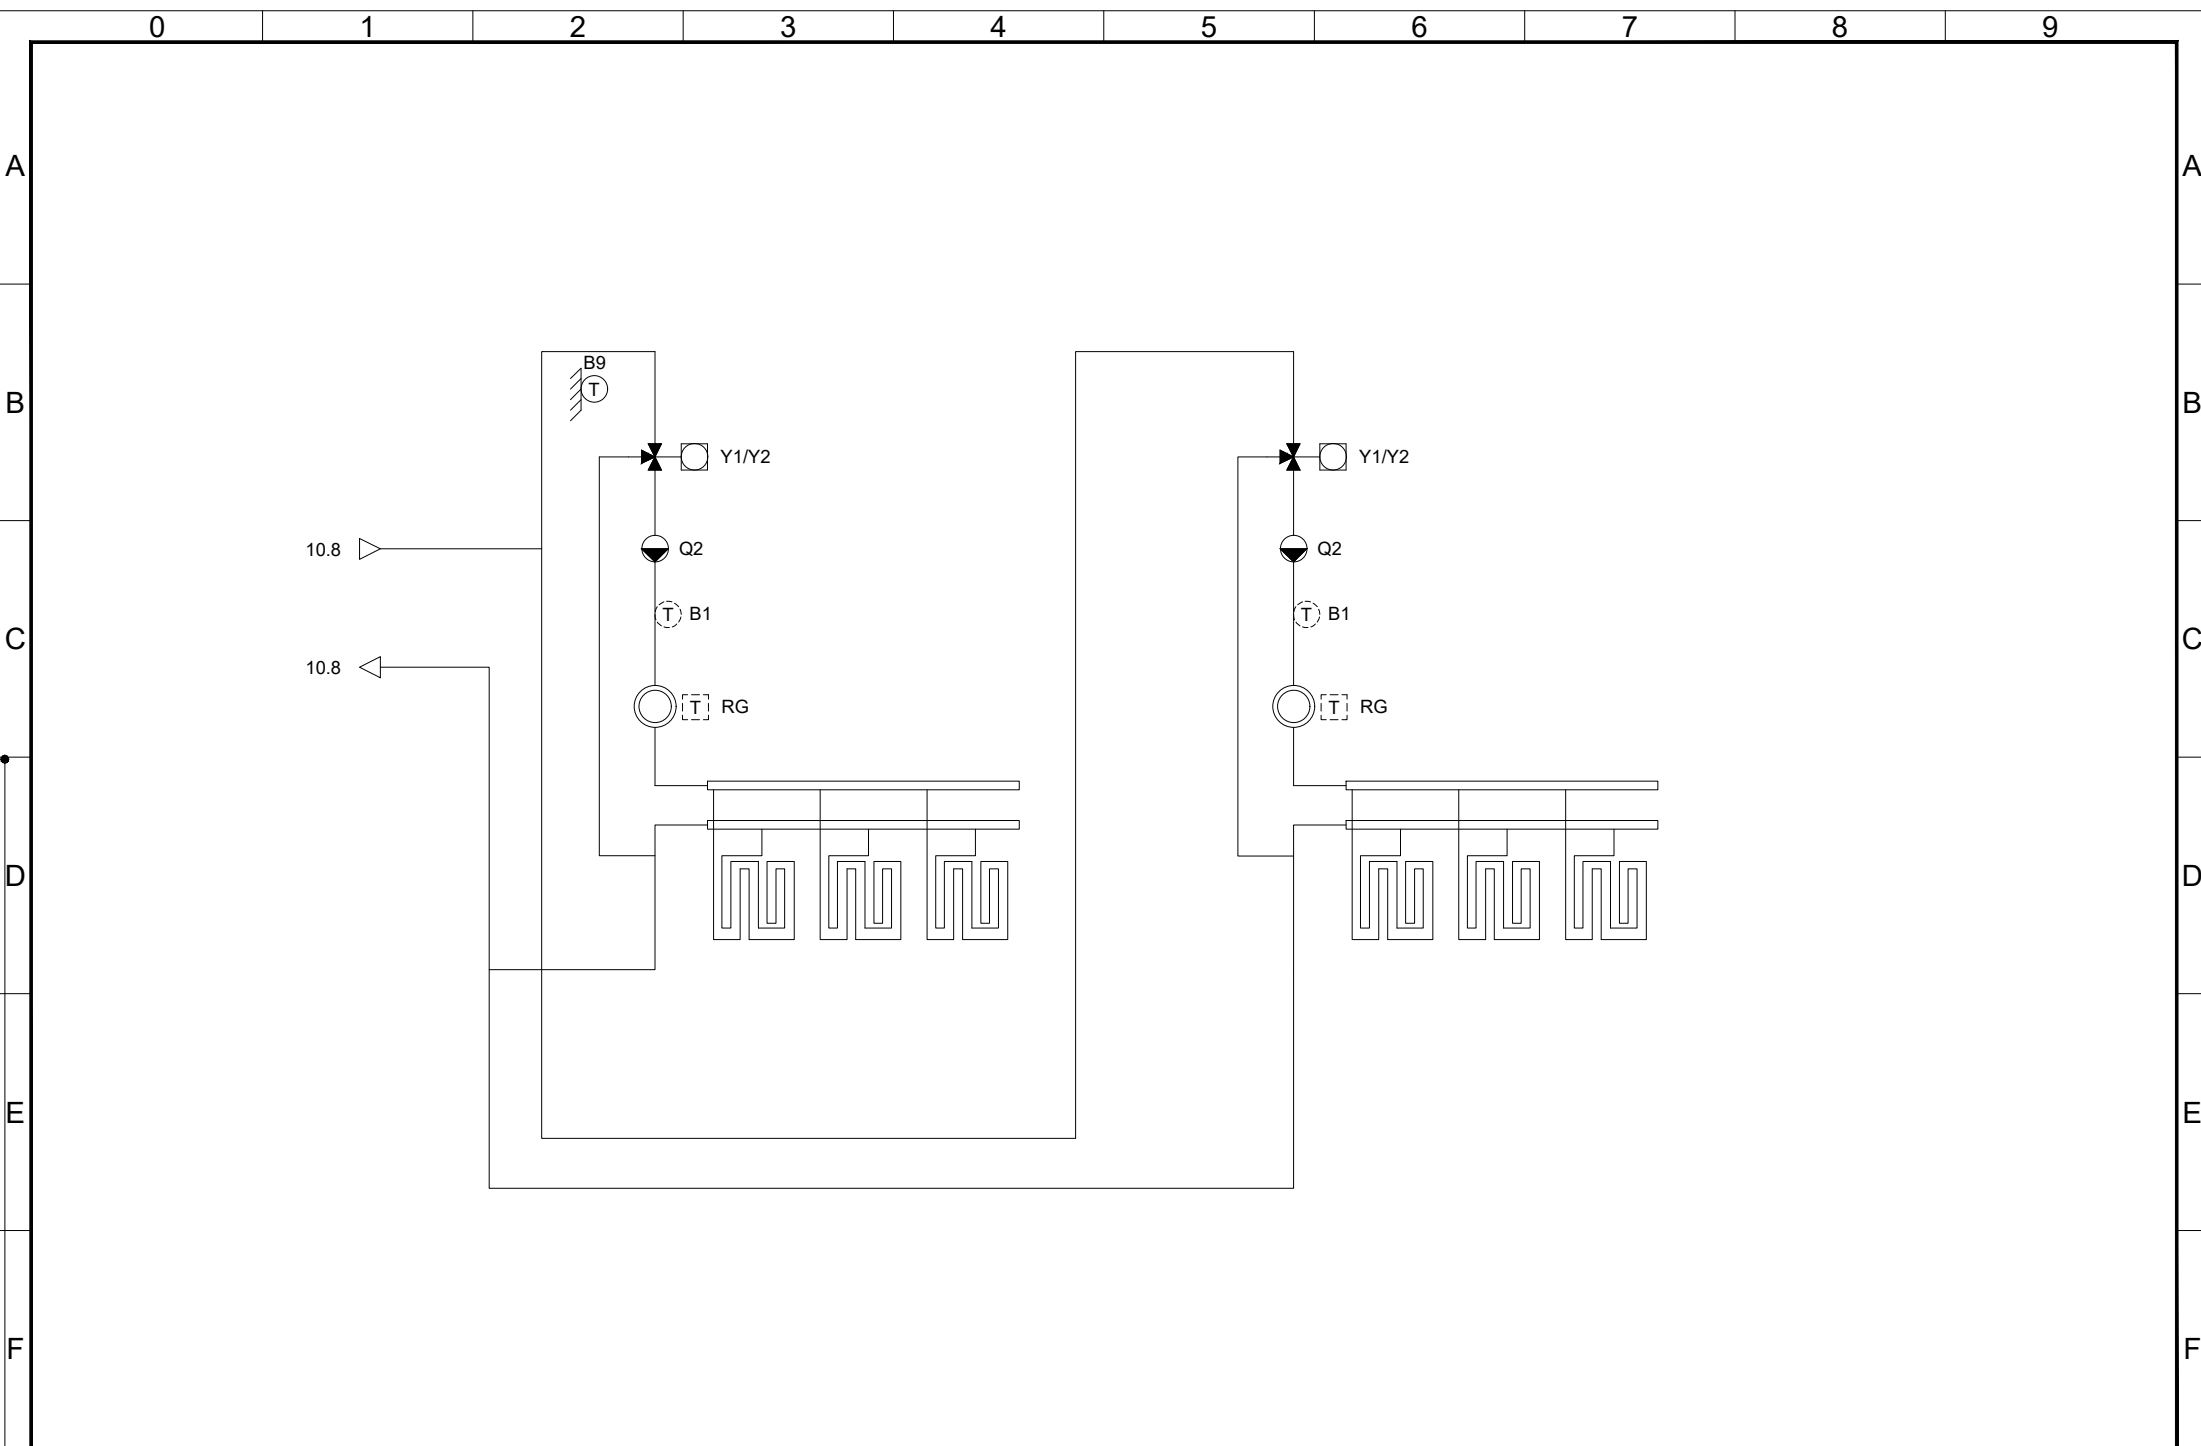 0 1 2 3 4 5 6 7 8 9
A A
B9
T
B B
Y1/Y2 Y1/Y2
10.8 Q2 Q2
T B1 T B1
C C
10.8
T RG T RG
D D
E E
F F